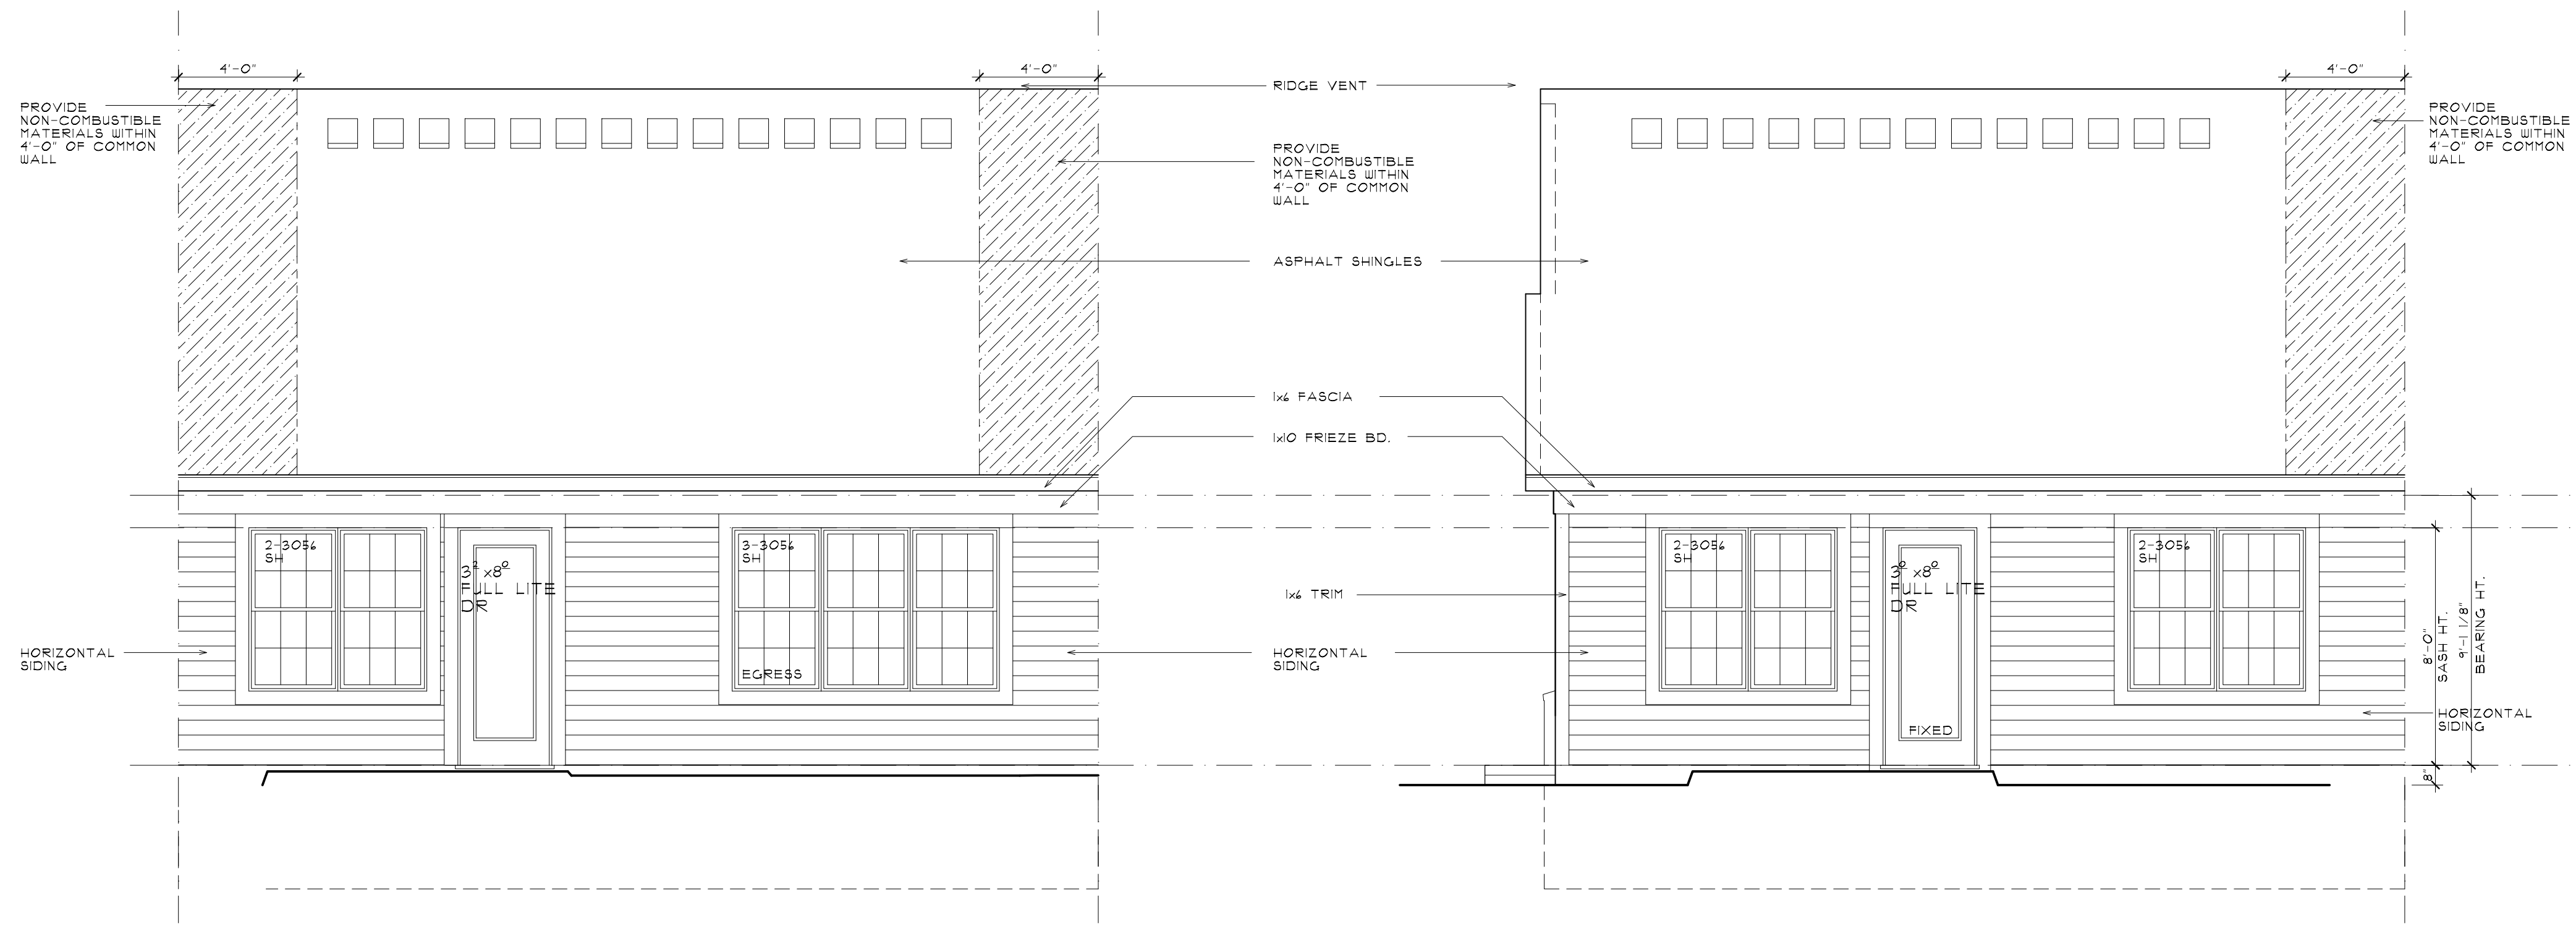 4'-0"
4'-0"
4'-0"
RIDGE VENT
PROVIDE
NON-COMBUSTIBLE
MATERIALS WITHIN
4'-0" OF COMMON
WALL
PROVIDE
NON-COMBUSTIBLE
MATERIALS WITHIN
4'-0" OF COMMON
WALL
PROVIDE
NON-COMBUSTIBLE
MATERIALS WITHIN
4'-0" OF COMMON
WALL
ASPHALT SHINGLES
1x6 FASCIA
1x10 FRIEZE BD.
2-3056
SH
3² x8⁰
FULL LITE
DR
3-3056
SH
EGRESS
HORIZONTAL
SIDING
1x6 TRIM
HORIZONTAL
SIDING
2-3056
SH
3⁰ x8⁰
FULL LITE
DR
FIXED
2-3056
SH
8'-0"
SASH HT.
9'-1 1/8"
BEARING HT.
HORIZONTAL
SIDING
8"